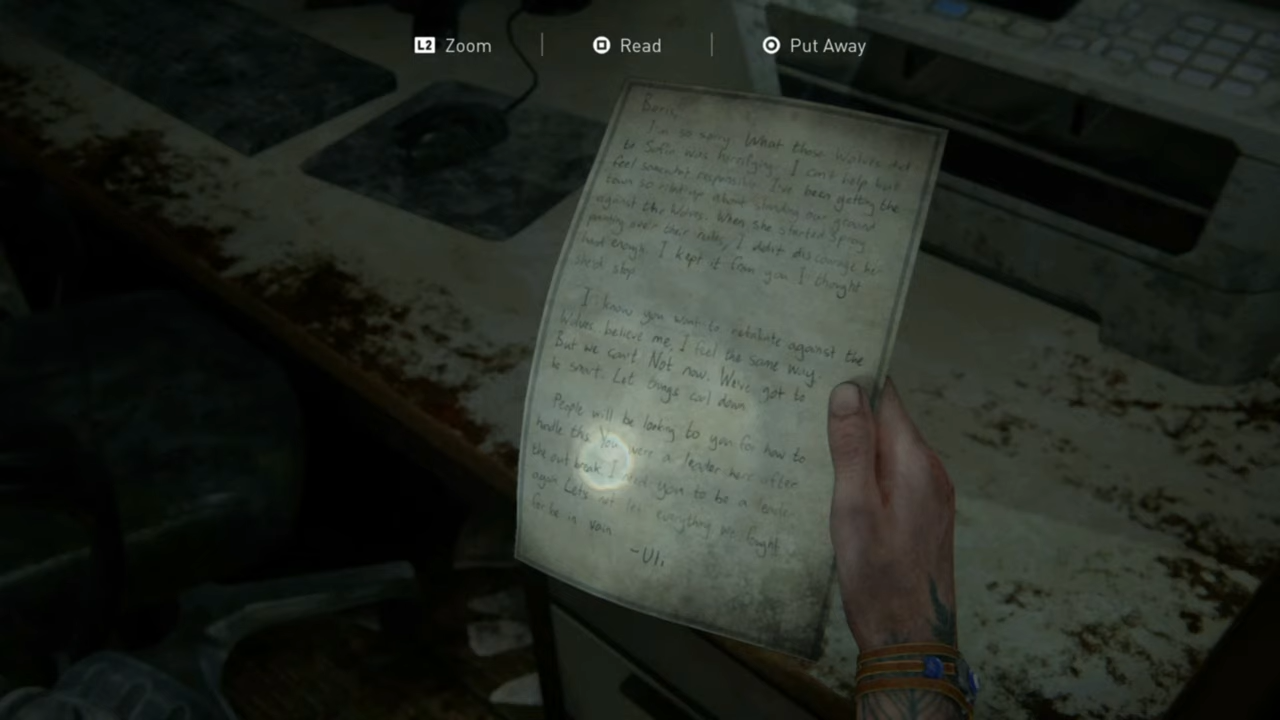 L2 Zoom | Read | Put Away
Boris,
I'm so sorry. What those Wolves did
to Sofia was horrifying. I can't help but
feel somewhat responsible. I've been getting the
town so riled up about standing our ground
against the Wolves. When she started spray
painting over their rules, I didn't discourage her
hard enough. I kept it from you. I thought
she'd stop.
I know you want to retaliate against the
Wolves, believe me, I feel the same way.
But we can't. Not now. We've got to
be smart. Let things cool down.
People will be looking to you for how to
handle this. You were a leader here after
the outbreak. I need you to be a leader
again. Let's not let everything we fought
for be in vain.
-Uli